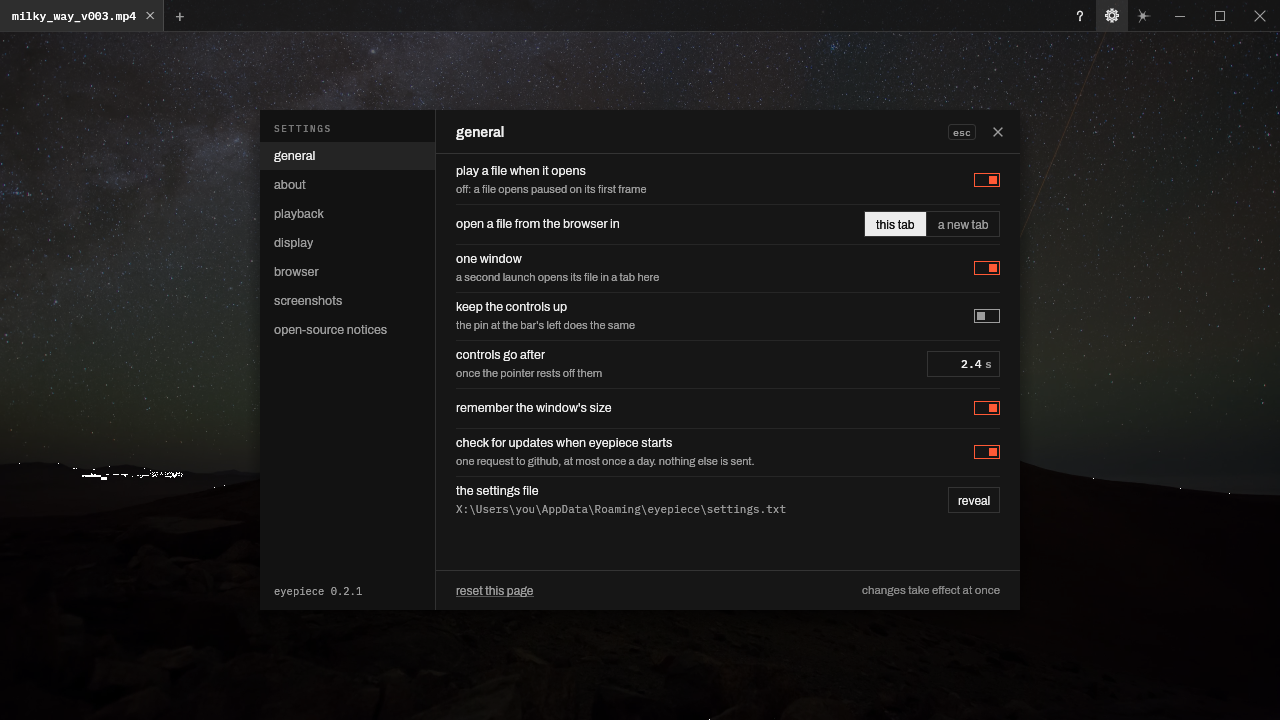 milky_way_v003.mp4
?
SETTINGS
general
about
playback
display
browser
screenshots
open-source notices
eyepiece 0.2.1
general
esc
play a file when it opens
off: a file opens paused on its first frame
open a file from the browser in
this tab
a new tab
one window
a second launch opens its file in a tab here
keep the controls up
the pin at the bar's left does the same
controls go after
2.4 s
once the pointer rests off them
remember the window's size
check for updates when eyepiece starts
one request to github, at most once a day. nothing else is sent.
the settings file
X:\Users\you\AppData\Roaming\eyepiece\settings.txt
reveal
reset this page
changes take effect at once